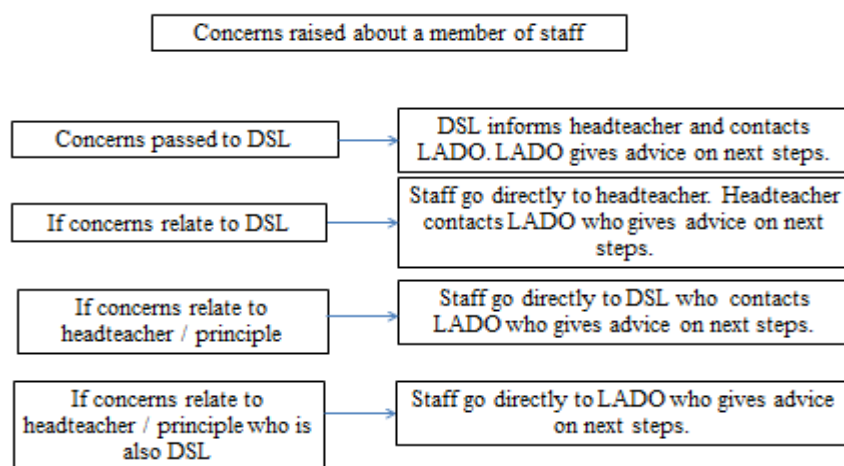 Concerns raised about a member of staff
Concerns passed to DSL
DSL informs headteacher and contacts
LADO. LADO gives advice on next steps.
If concerns relate to DSL
Staff go directly to headteacher. Headteacher
contacts LADO who gives advice on next
steps.
If concerns relate to
headteacher / principle
Staff go directly to DSL who contacts
LADO who gives advice on next steps.
If concerns relate to
headteacher / principle who is
also DSL
Staff go directly to LADO who gives advice
on next steps.